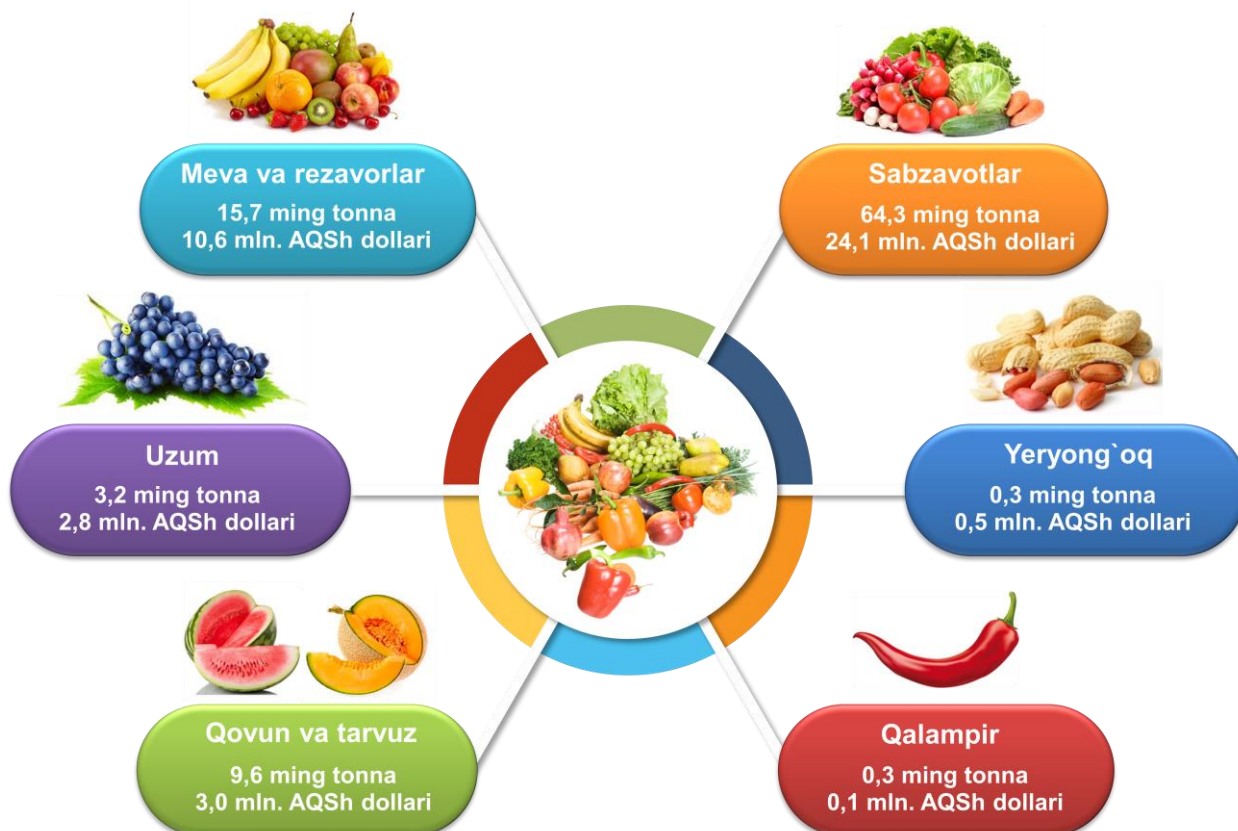 Meva va rezavorlar
15,7 ming tonna
10,6 mln. AQSh dollari
Sabzavotlar
64,3 ming tonna
24,1 mln. AQSh dollari
Uzum
3,2 ming tonna
2,8 mln. AQSh dollari
Yeryong`oq
0,3 ming tonna
0,5 mln. AQSh dollari
Qovun va tarvuz
9,6 ming tonna
3,0 mln. AQSh dollari
Qalampir
0,3 ming tonna
0,1 mln. AQSh dollari